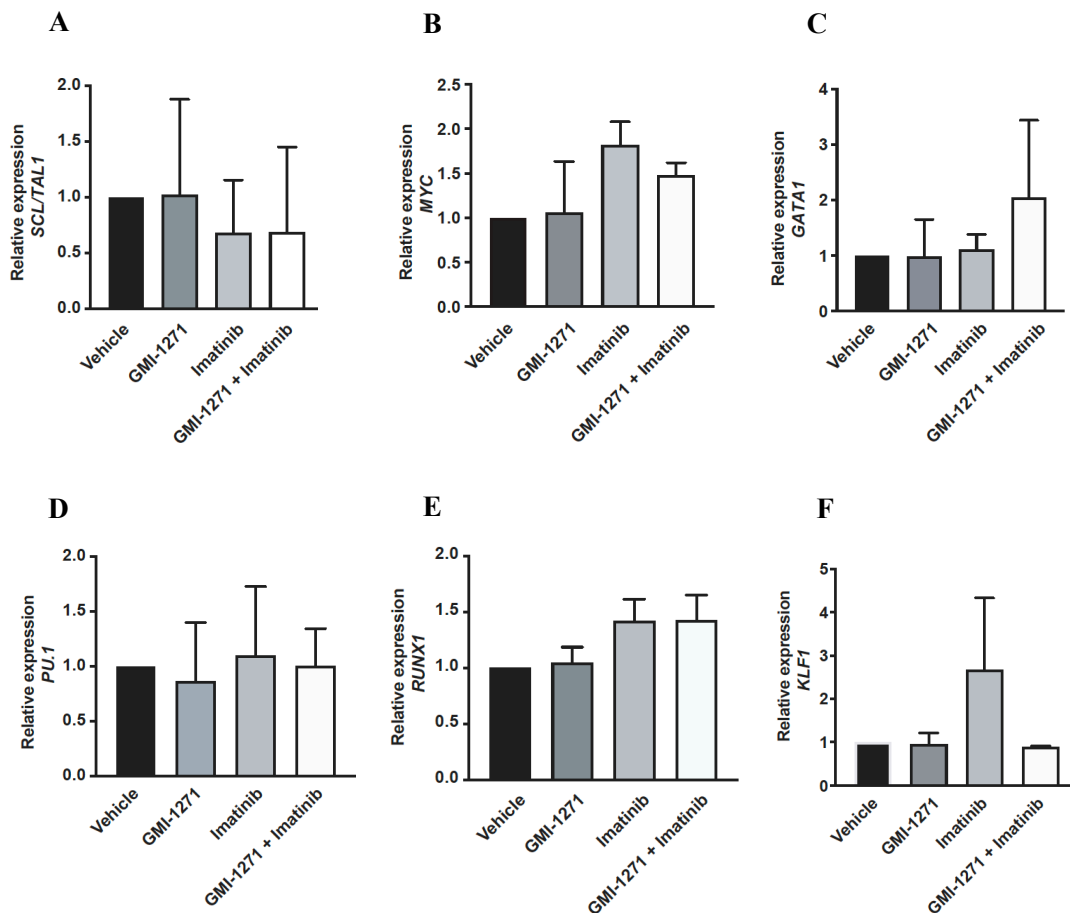 A
Relative expression
SCL/TAL1
2.0
1.5
1.0
0.5
0.0
Vehicle
GMI-1271
Imatinib
GMI-1271 + Imatinib
B
Relative expression
MYC
2.5
2.0
1.5
1.0
0.5
0.0
Vehicle
GMI-1271
Imatinib
GMI-1271 + Imatinib
C
Relative expression
GATA1
4
3
2
1
0
Vehicle
GMI-1271
Imatinib
GMI-1271 + Imatinib
D
Relative expression
PU.1
2.0
1.5
1.0
0.5
0.0
Vehicle
GMI-1271
Imatinib
GMI-1271 + Imatinib
E
Relative expression
RUNX1
2.0
1.5
1.0
0.5
0.0
Vehicle
GMI-1271
Imatinib
GMI-1271 + Imatinib
F
Relative expression
KLF1
5
4
3
2
1
0
Vehicle
GMI-1271
Imatinib
GMI-1271 + Imatinib